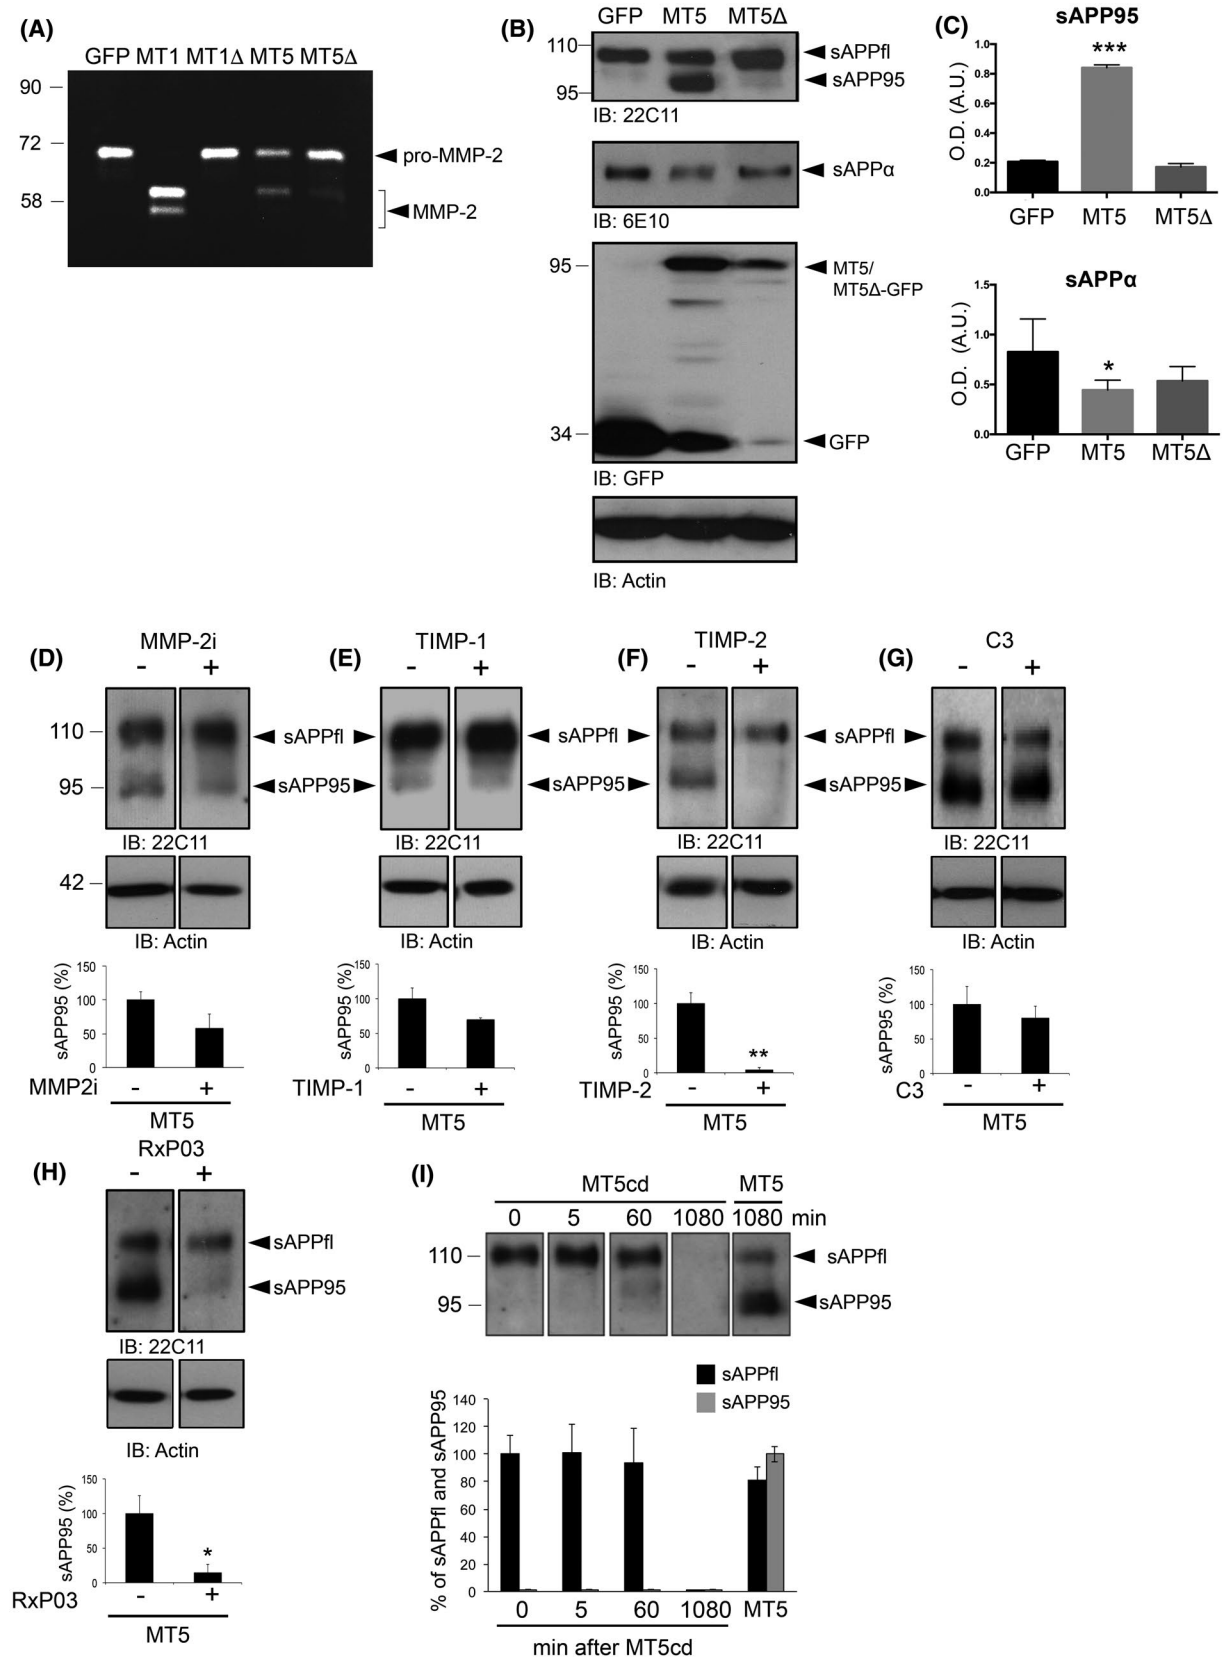 (A)
GFP MT1 MT1Δ MT5 MT5Δ
90
72
58
pro-MMP-2
MMP-2
(B)
GFP MT5 MT5Δ
110
95
sAPPfl
sAPP95
IB: 22C11
sAPPα
IB: 6E10
95
34
MT5/
MT5Δ-GFP
GFP
IB: GFP
IB: Actin
(C)
sAPP95
***
O.D. (A.U.)
1.0
0.8
0.6
0.4
0.2
0.0
GFP MT5 MT5Δ
sAPPα
*
O.D. (A.U.)
1.5
1.0
0.5
0.0
GFP MT5 MT5Δ
(D)
MMP-2i
- +
110
95
sAPPfl
sAPP95
IB: 22C11
42
IB: Actin
sAPP95 (%)
150
100
50
0
MMP2i - +
MT5
(E)
TIMP-1
- +
sAPPfl
sAPP95
IB: 22C11
IB: Actin
sAPP95 (%)
150
100
50
0
TIMP-1 - +
MT5
(F)
TIMP-2
- +
sAPPfl
sAPP95
IB: 22C11
IB: Actin
sAPP95 (%)
150
100
50
0
**
TIMP-2 - +
MT5
(G)
C3
- +
IB: 22C11
IB: Actin
sAPP95 (%)
150
100
50
0
C3 - +
MT5
(H)
RxP03
- +
sAPPfl
sAPP95
IB: 22C11
IB: Actin
sAPP95 (%)
150
100
50
0
*
RxP03 - +
MT5
(I)
MT5cd MT5
0 5 60 1080 1080 min
110
95
sAPPfl
sAPP95
sAPPfl
sAPP95
% of sAPPfl and sAPP95
140
120
100
80
60
40
20
0
0 5 60 1080 MT5
min after MT5cd